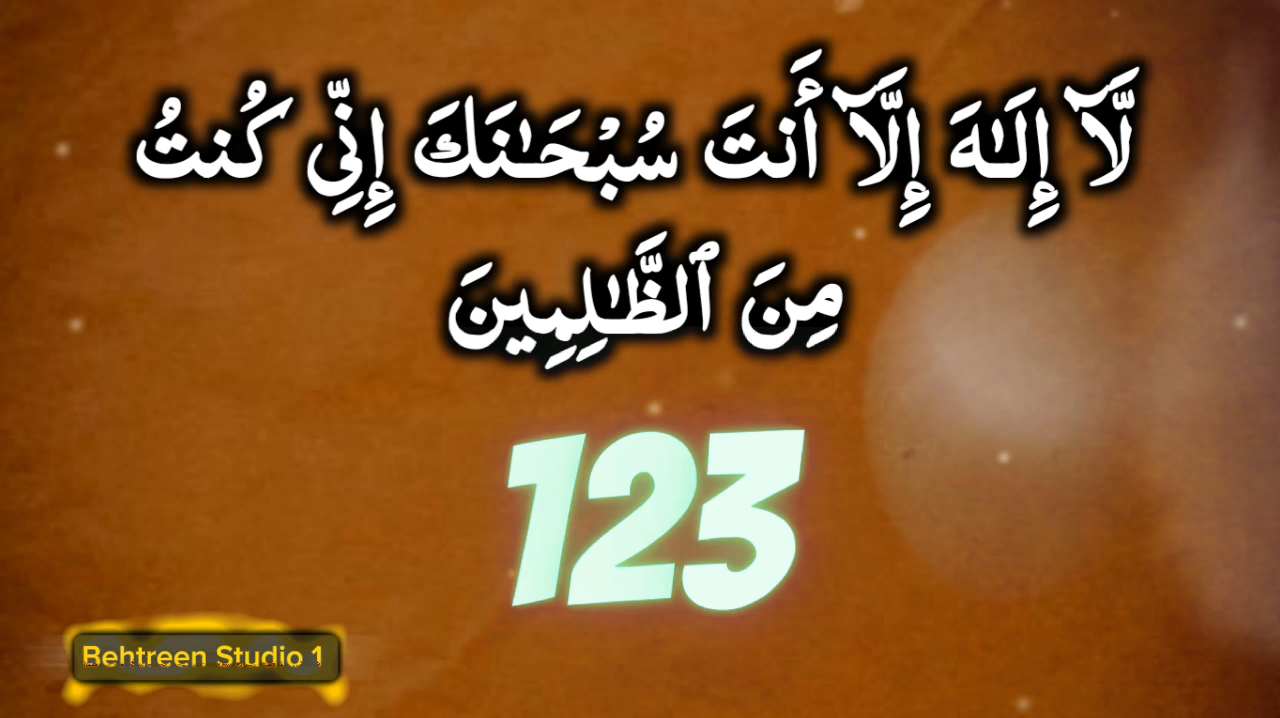 لَّآ إِلَـٰهَ إِلَّآ أَنتَ سُبْحَـٰنَكَ إِنِّى كُنتُ
مِنَ ٱلظَّـٰلِمِينَ
123
Behtreen Studio 1